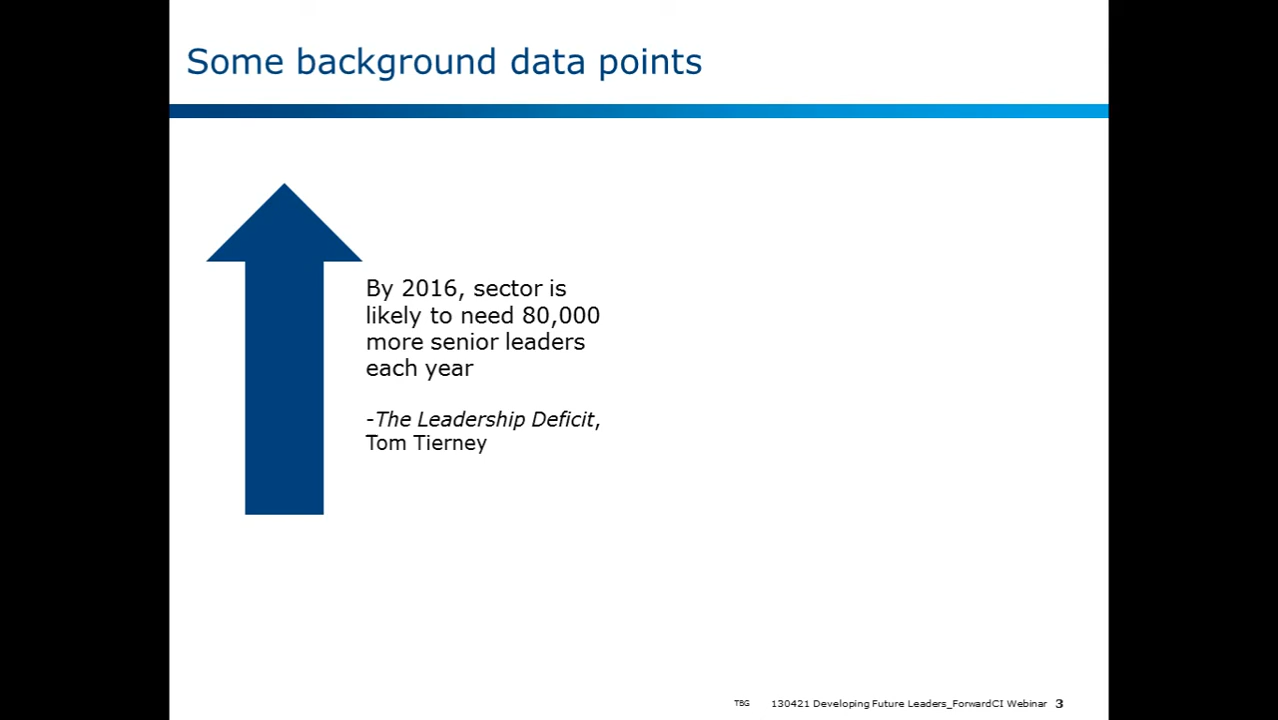 Some background data points
By 2016, sector is
likely to need 80,000
more senior leaders
each year
-The Leadership Deficit,
Tom Tierney
TBG 130421 Developing Future Leaders_ForwardCI Webinar 3